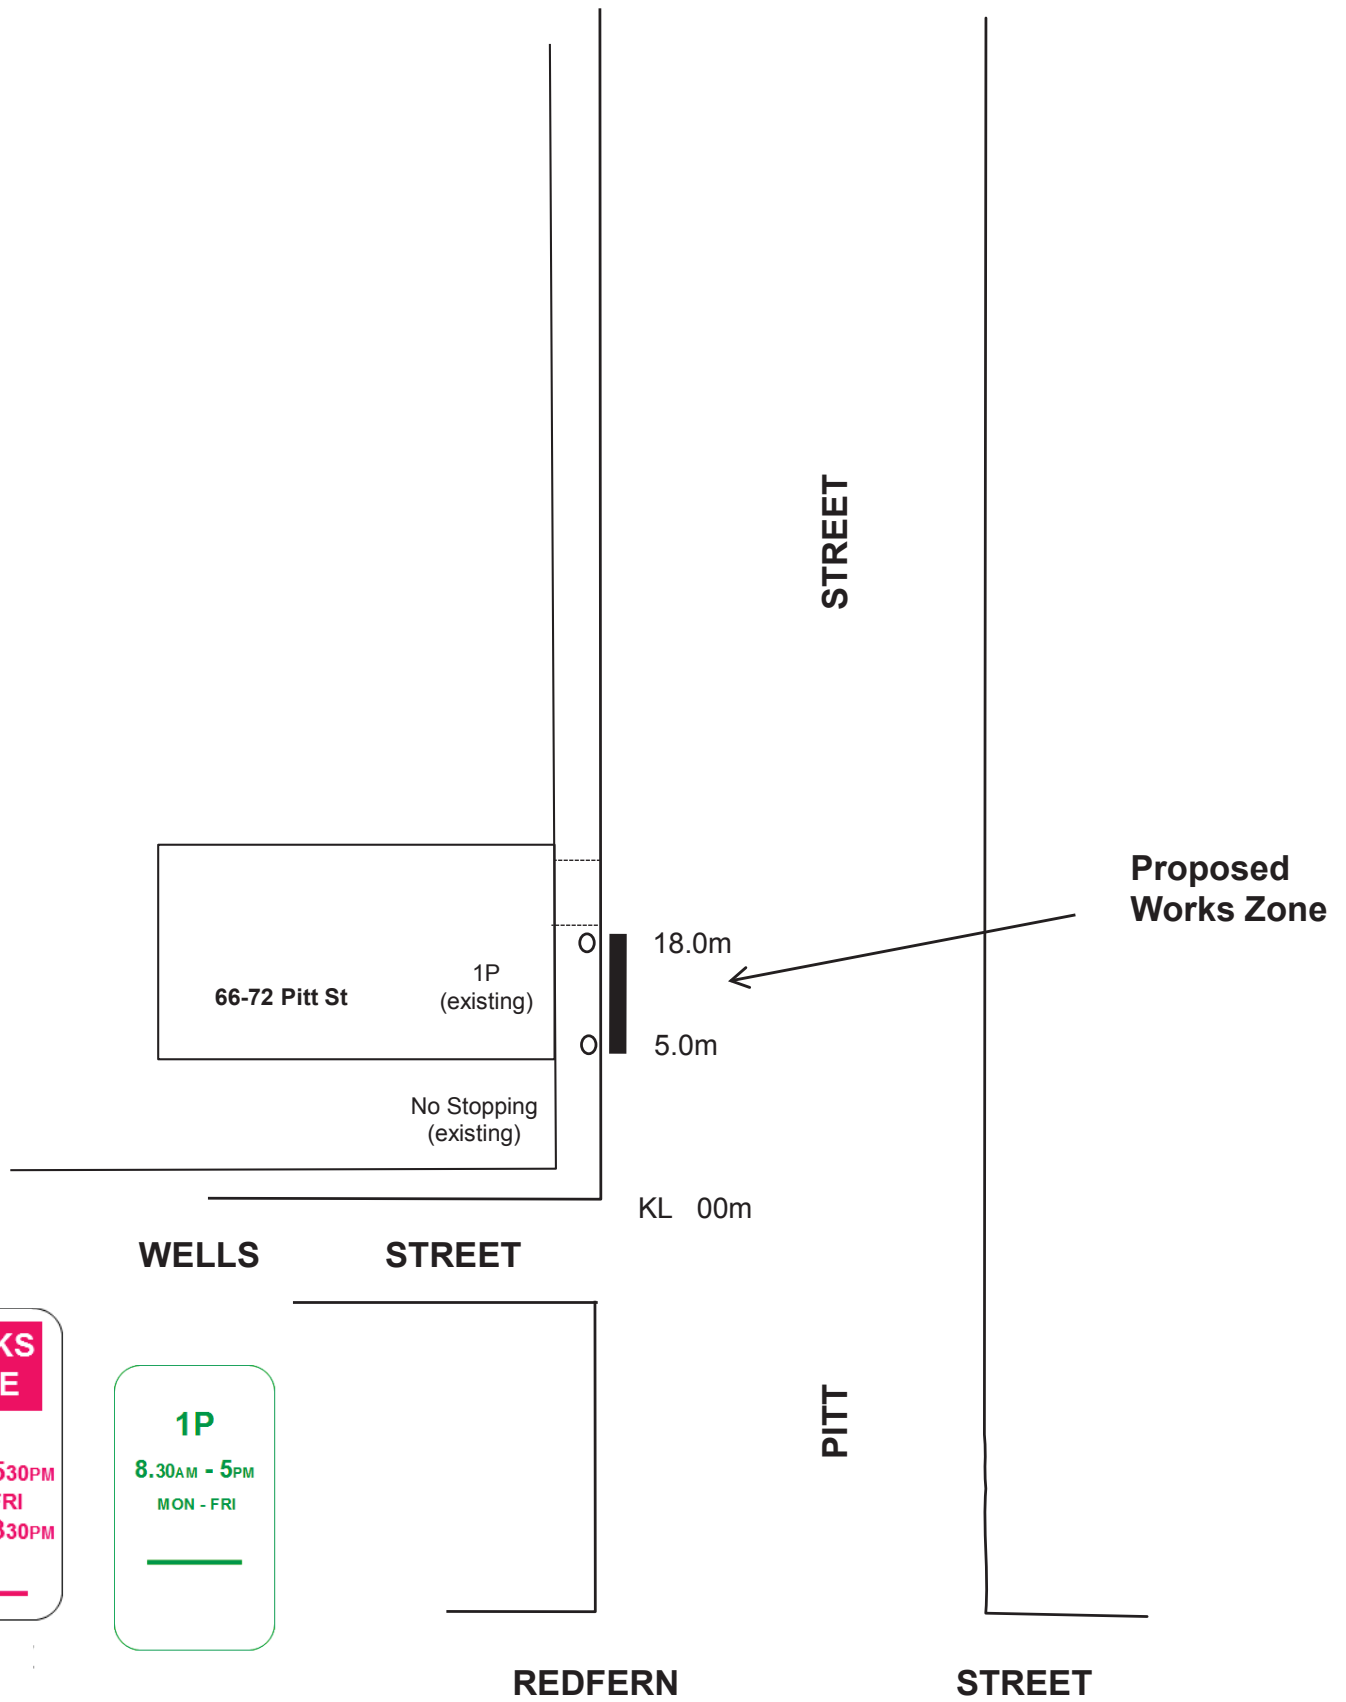 STREET
Proposed
Works Zone
18.0m
1P
(existing)
66-72 Pitt St
5.0m
No Stopping
(existing)
KL 00m
WELLS STREET
PITT
1P
8.30AM - 5PM
MON - FRI
REDFERN STREET